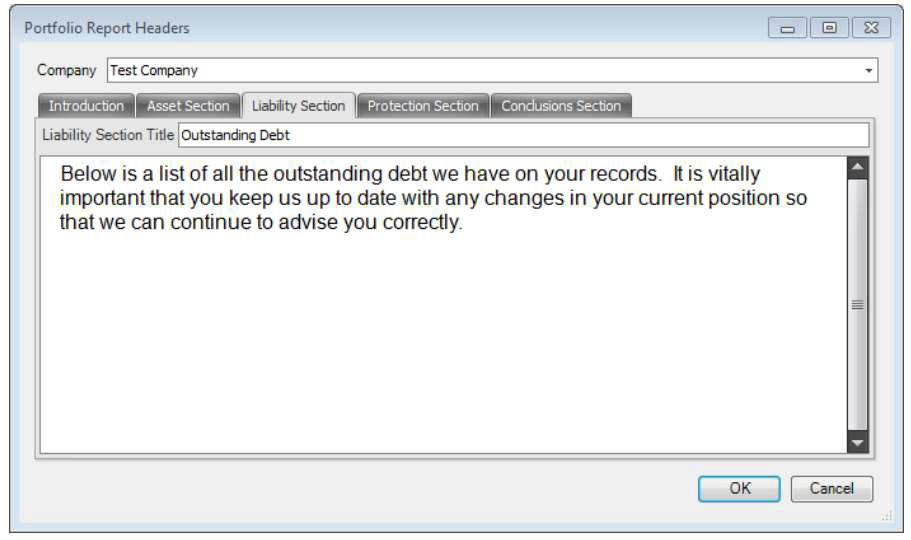 Portfolio Report Headers
Company Test Company
Introduction Asset Section Liability Section Protection Section Conclusions Section
Liability Section Title Outstanding Debt
Below is a list of all the outstanding debt we have on your records.  It is vitally
important that you keep us up to date with any changes in your current position so
that we can continue to advise you correctly.
OK Cancel